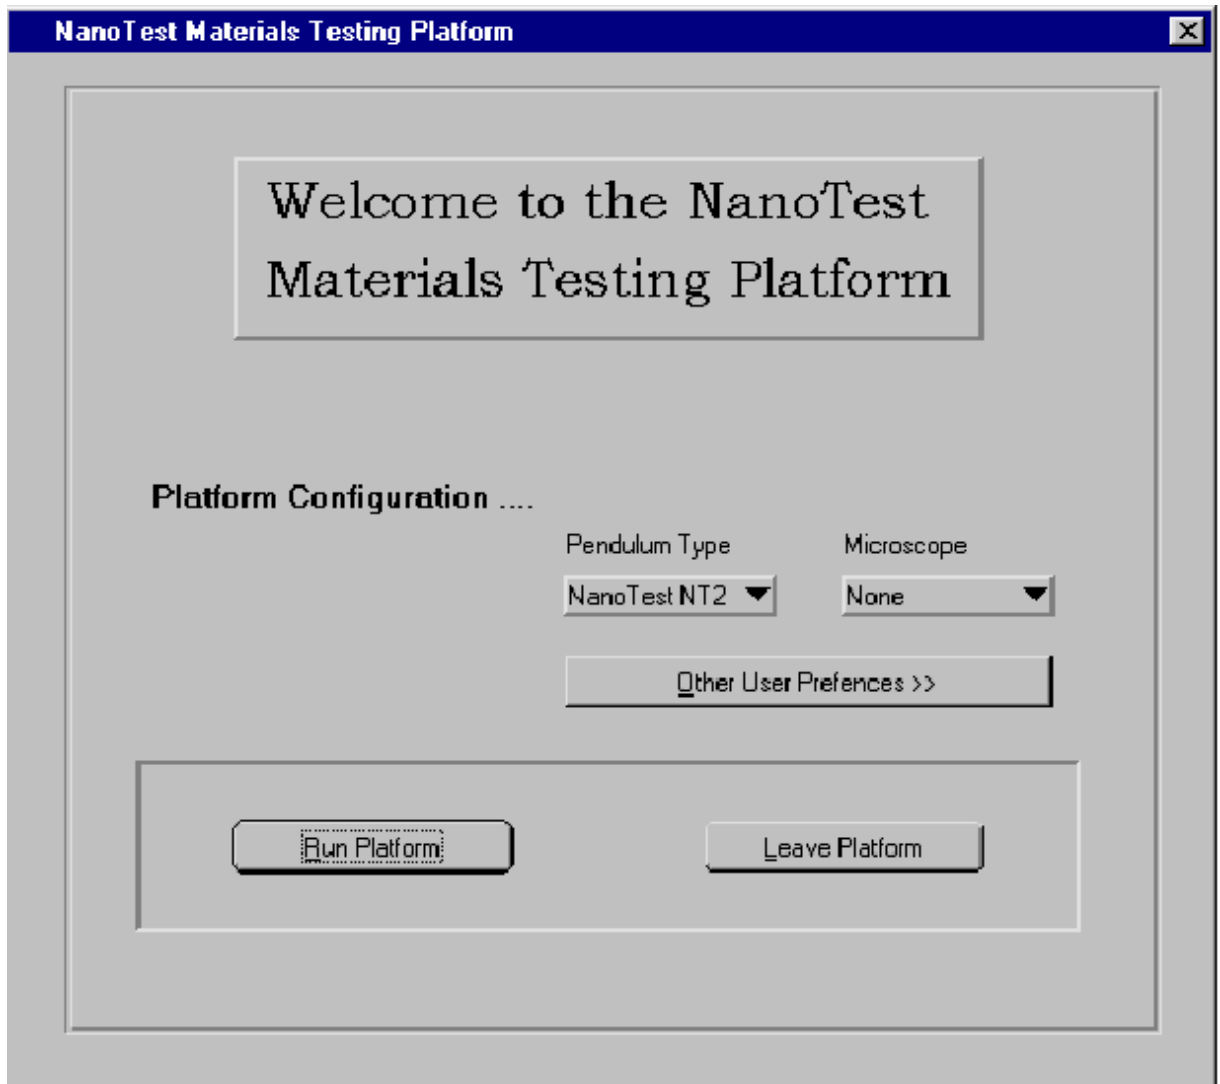 NanoTest Materials Testing Platform
Welcome to the NanoTest
Materials Testing Platform
Platform Configuration ....
Pendulum Type
Microscope
NanoTest NT2
None
Other User Prefences >>
Run Platform
Leave Platform